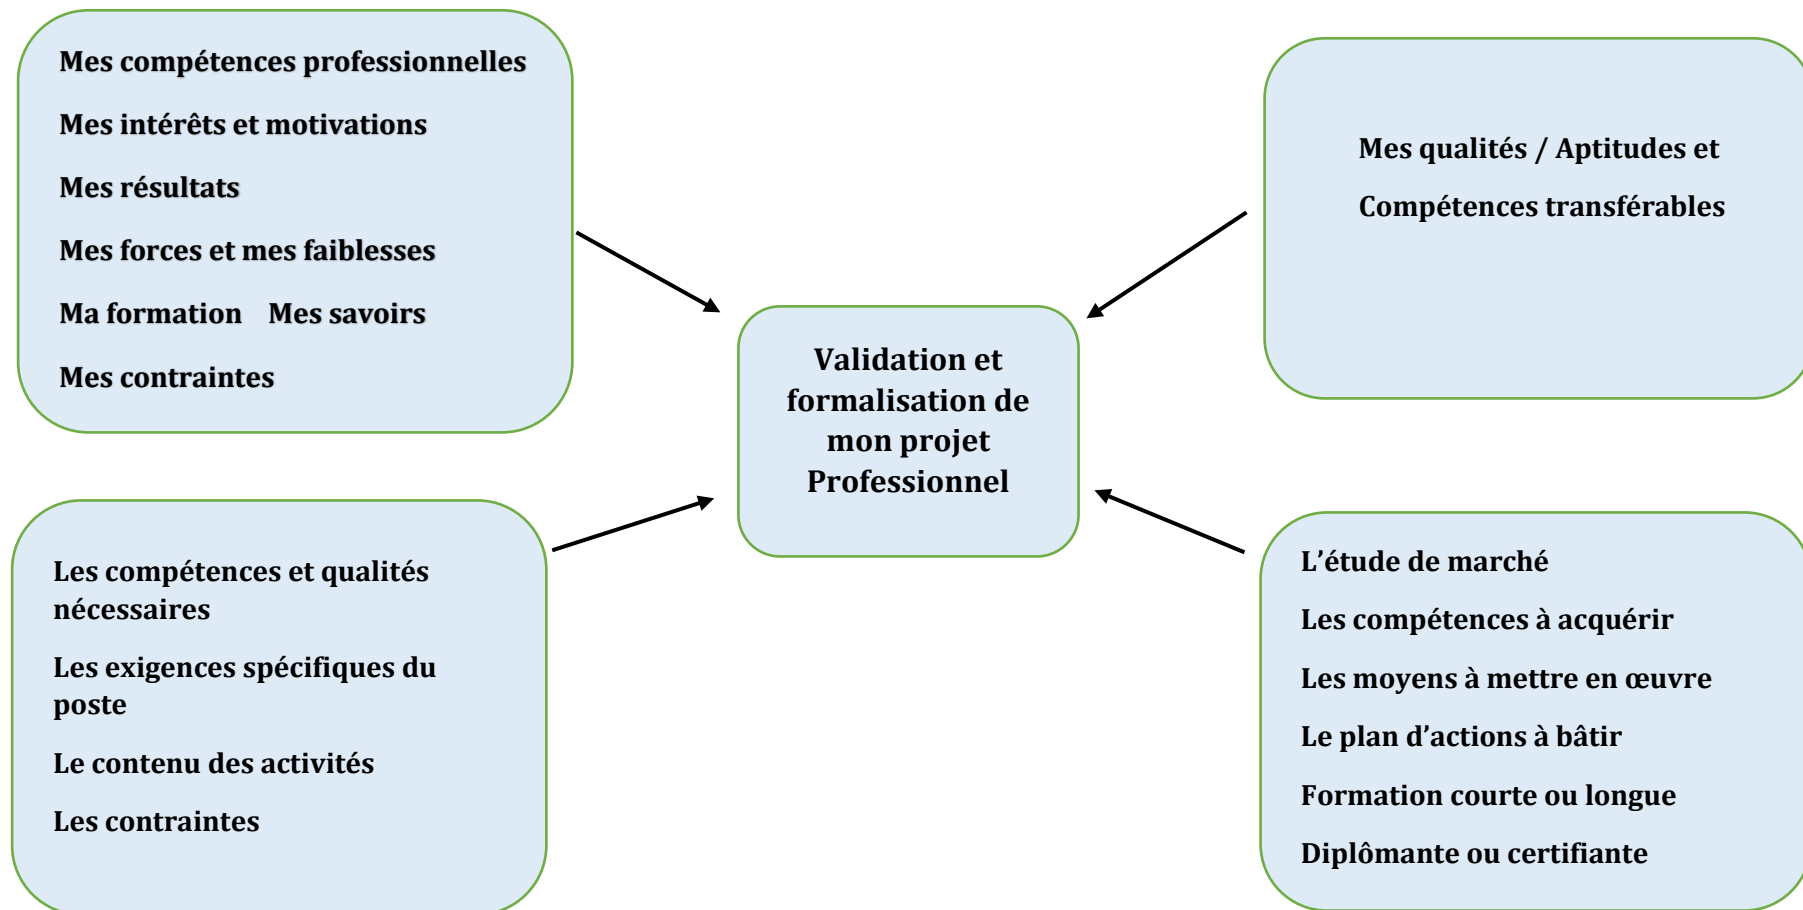 Mes compétences professionnelles
Mes intérêts et motivations
Mes résultats
Mes forces et mes faiblesses
Ma formation Mes savoirs
Mes contraintes
Mes qualités / Aptitudes et
Compétences transférables
Validation et
formalisation de
mon projet
Professionnel
Les compétences et qualités
nécessaires
Les exigences spécifiques du
poste
Le contenu des activités
Les contraintes
L’étude de marché
Les compétences à acquérir
Les moyens à mettre en œuvre
Le plan d’actions à bâtir
Formation courte ou longue
Diplômante ou certifiante